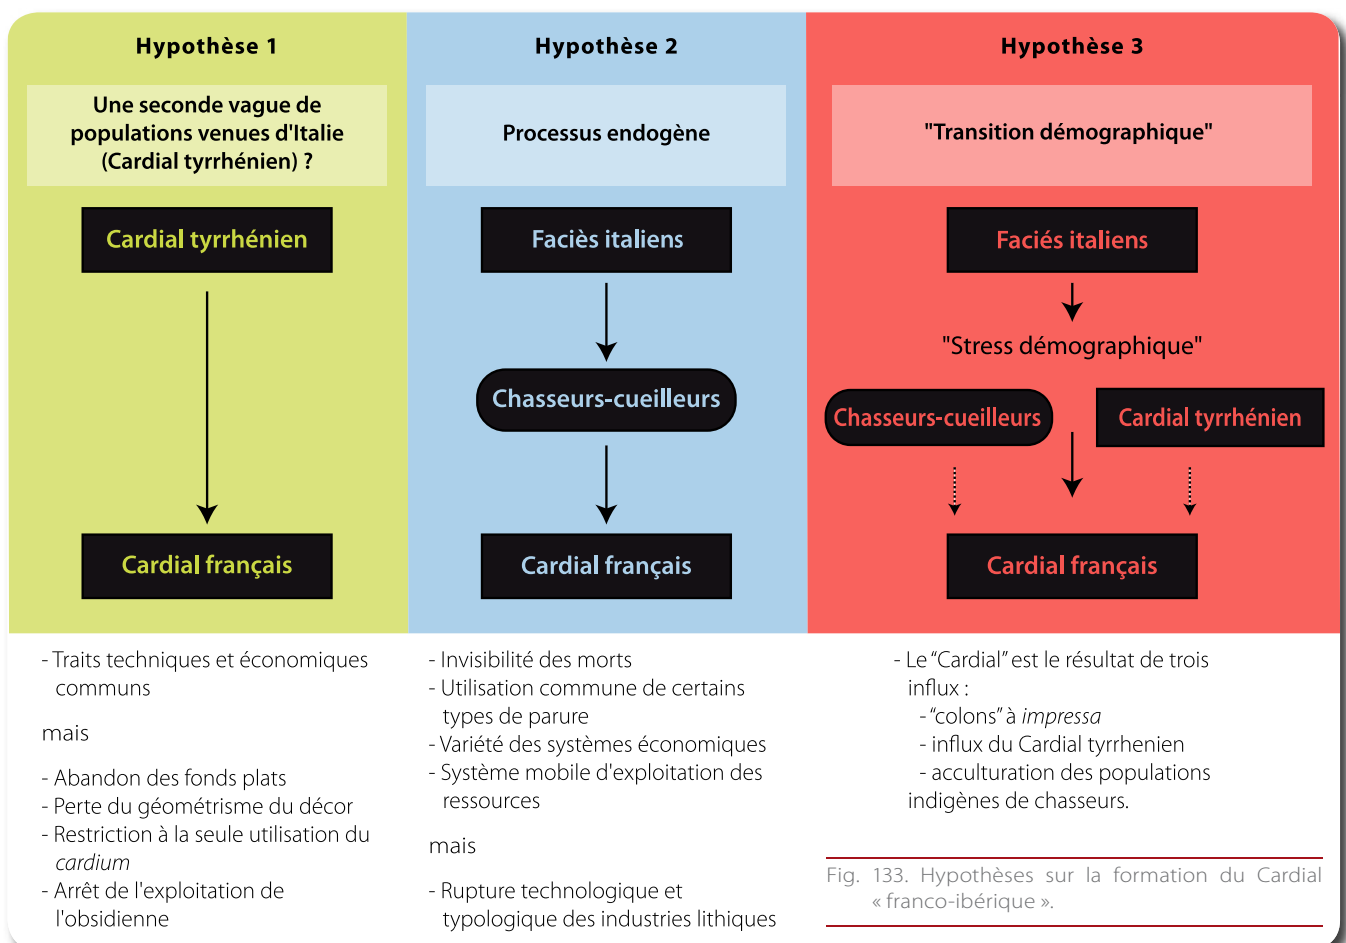 Hypothèse 1
Une seconde vague de
populations venues d'Italie
(Cardial tyrrhénien) ?
Cardial tyrrhénien
Cardial français
- Traits techniques et économiques
communs
mais
- Abandon des fonds plats
- Perte du géométrisme du décor
- Restriction à la seule utilisation du
cardium
- Arrêt de l'exploitation de
l'obsidienne
Hypothèse 2
Processus endogène
Faciès italiens
Chasseurs-cueilleurs
Cardial français
- Invisibilité des morts
- Utilisation commune de certains
types de parure
- Variété des systèmes économiques
- Système mobile d'exploitation des
ressources
mais
- Rupture technologique et
typologique des industries lithiques
Hypothèse 3
"Transition démographique"
Faciés italiens
"Stress démographique"
Chasseurs-cueilleurs
Cardial tyrrhénien
Cardial français
- Le “Cardial” est le résultat de trois
influx :
- “colons” à impressa
- influx du Cardial tyrrhenien
- acculturation des populations
indigènes de chasseurs.
Fig. 133. Hypothèses sur la formation du Cardial
« franco-ibérique ».